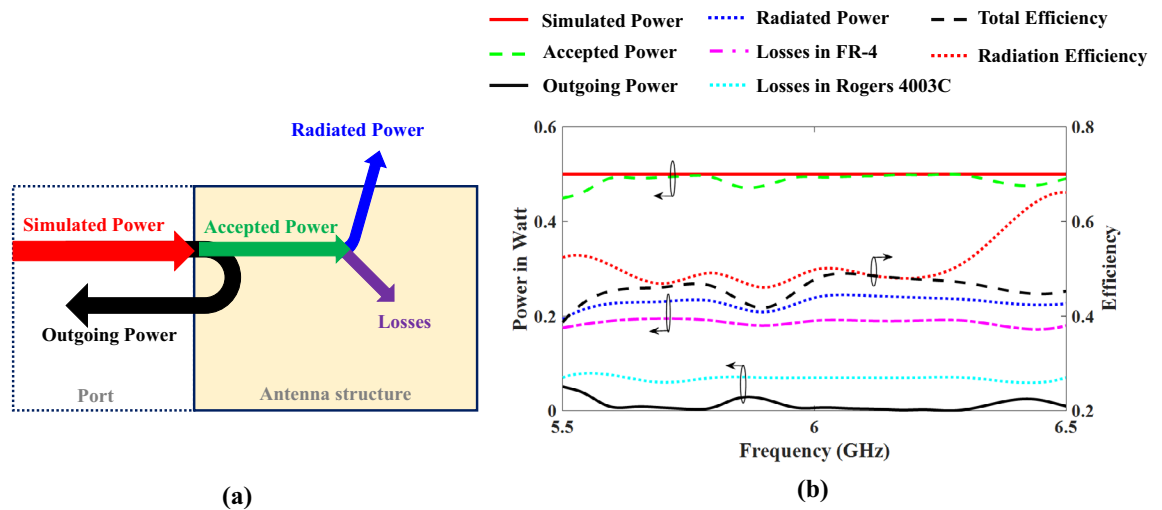 Simulated Power
Accepted Power
Outgoing Power
Radiated Power
Losses in FR-4
Losses in Rogers 4003C
Total Efficiency
Radiation Efficiency
Radiated Power
Simulated Power
Accepted Power
Outgoing Power
Losses
Port
Antenna structure
(a)
Power in Watt
0.6
0.4
0.2
0
0.8
0.6
0.4
0.2
Efficiency
5.5
6
6.5
Frequency (GHz)
(b)